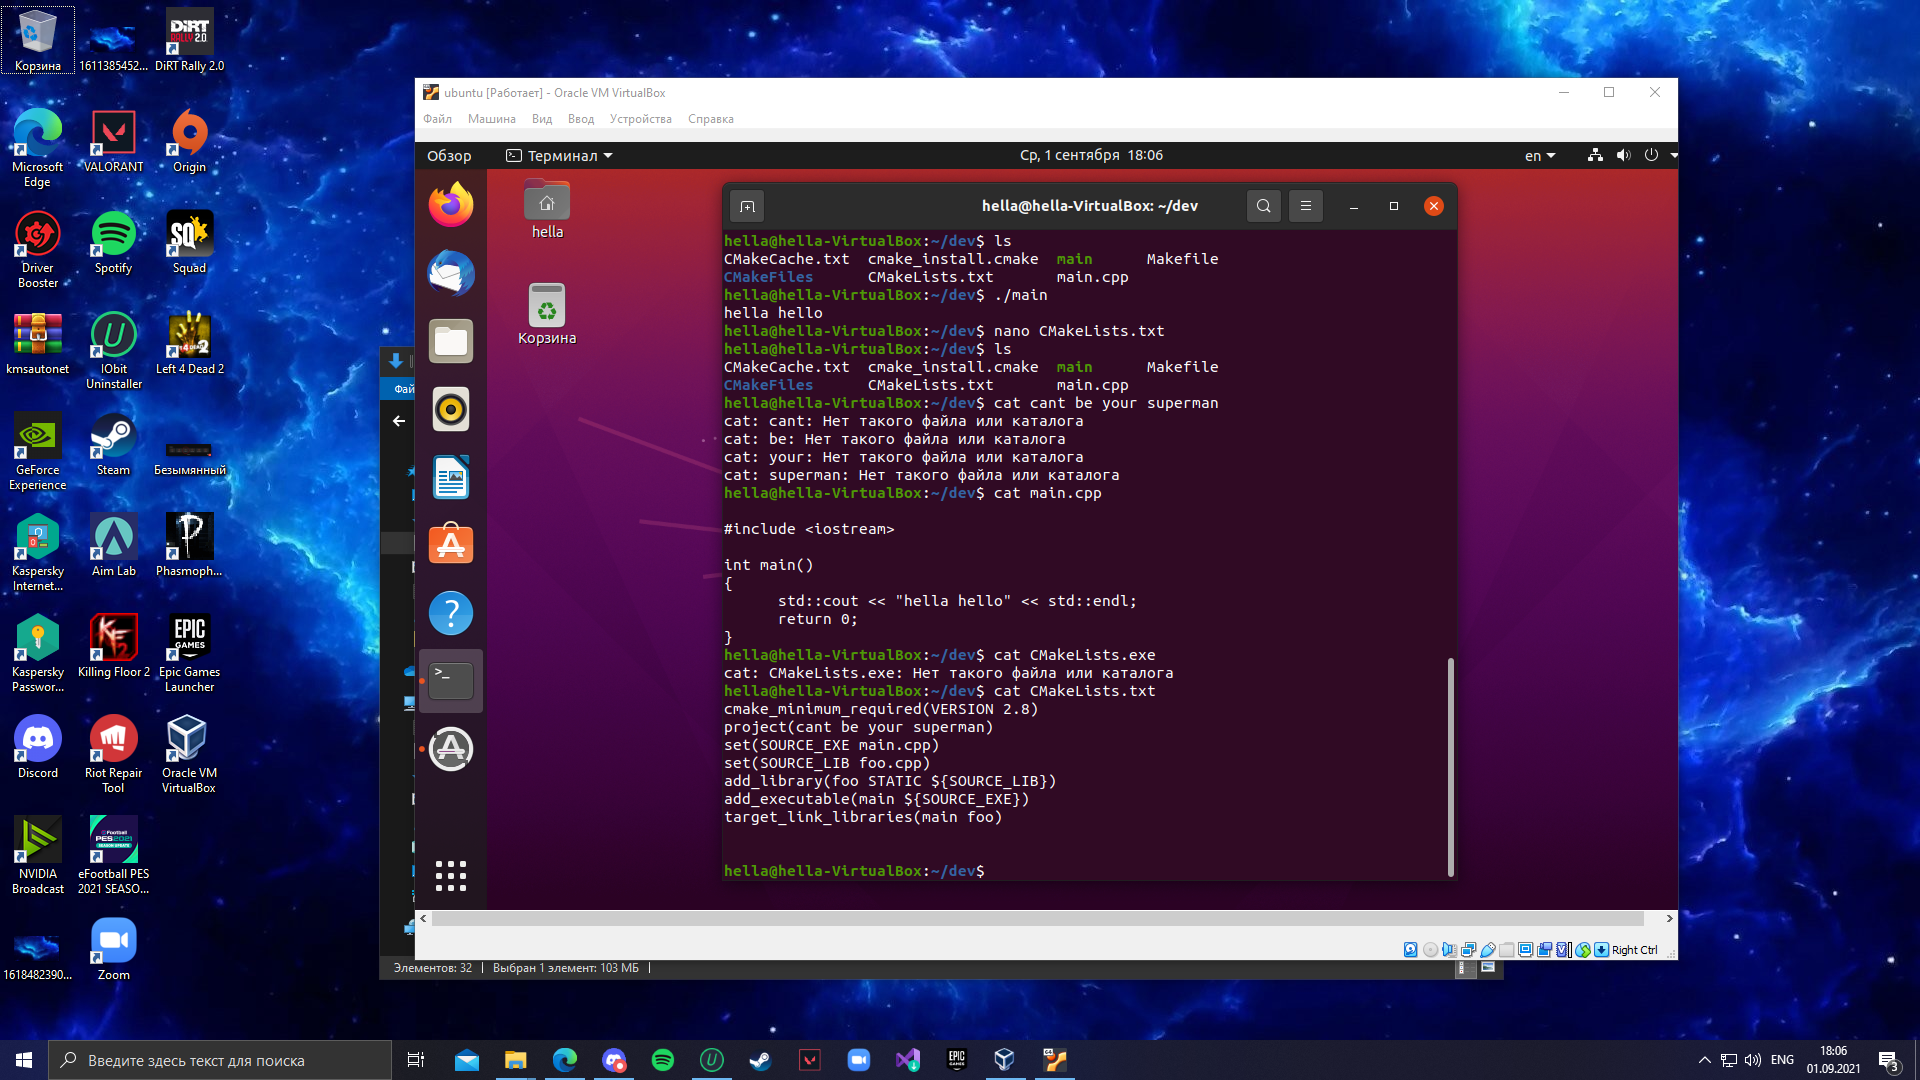 Корзина
1611385452...
DiRT Rally 2.0
Microsoft Edge
VALORANT
Origin
Driver Booster
Spotify
Squad
kmsautonet
IObit Uninstaller
Left 4 Dead 2
GeForce Experience
Steam
Безымянный
Kaspersky Internet...
Aim Lab
Phasmoph...
Kaspersky Passwor...
Killing Floor 2
Epic Games Launcher
Discord
Riot Repair Tool
Oracle VM VirtualBox
NVIDIA Broadcast
eFootball PES 2021 SEASO...
1618482390...
Zoom
ubuntu [Работает] - Oracle VM VirtualBox
Файл Машина Вид Ввод Устройства Справка
Обзор Терминал Ср, 1 сентября 18:06 en
hella
Корзина
hella@hella-VirtualBox: ~/dev
hella@hella-VirtualBox:~/dev$ ls
CMakeCache.txt cmake_install.cmake main Makefile
CMakeFiles CMakeLists.txt main.cpp
hella@hella-VirtualBox:~/dev$ ./main
hella hello
hella@hella-VirtualBox:~/dev$ nano CMakeLists.txt
hella@hella-VirtualBox:~/dev$ ls
CMakeCache.txt cmake_install.cmake main Makefile
CMakeFiles CMakeLists.txt main.cpp
hella@hella-VirtualBox:~/dev$ cat cant be your superman
cat: cant: Нет такого файла или каталога
cat: be: Нет такого файла или каталога
cat: your: Нет такого файла или каталога
cat: superman: Нет такого файла или каталога
hella@hella-VirtualBox:~/dev$ cat main.cpp
#include <iostream>
int main()
{
std::cout << "hella hello" << std::endl;
return 0;
}
hella@hella-VirtualBox:~/dev$ cat CMakeLists.exe
cat: CMakeLists.exe: Нет такого файла или каталога
hella@hella-VirtualBox:~/dev$ cat CMakeLists.txt
cmake_minimum_required(VERSION 2.8)
project(cant be your superman)
set(SOURCE_EXE main.cpp)
set(SOURCE_LIB foo.cpp)
add_library(foo STATIC ${SOURCE_LIB})
add_executable(main ${SOURCE_EXE})
target_link_libraries(main foo)
hella@hella-VirtualBox:~/dev$
Right Ctrl
Элементов: 32 Выбран 1 элемент: 103 МБ
Введите здесь текст для поиска
ENG
18:06
01.09.2021
3